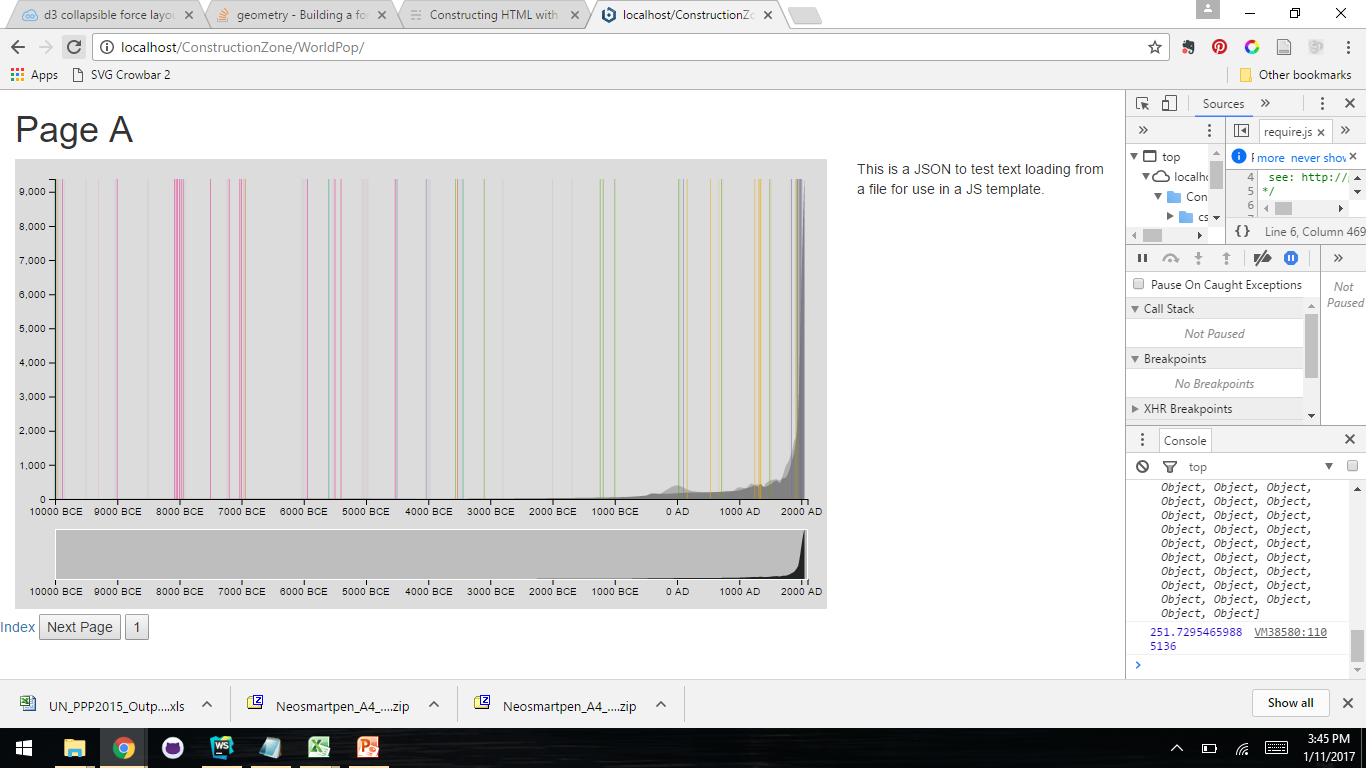 d3 collapsible force layou
geometry - Building a for
Constructing HTML with
localhost/ConstructionZo
localhost/ConstructionZone/WorldPop/
Apps
SVG Crowbar 2
Other bookmarks
Page A
This is a JSON to test text loading from
a file for use in a JS template.
9,000
8,000
7,000
6,000
5,000
4,000
3,000
2,000
1,000
0
10000 BCE 9000 BCE 8000 BCE 7000 BCE 6000 BCE 5000 BCE 4000 BCE 3000 BCE 2000 BCE 1000 BCE 0 AD 1000 AD 2000 AD
10000 BCE 9000 BCE 8000 BCE 7000 BCE 6000 BCE 5000 BCE 4000 BCE 3000 BCE 2000 BCE 1000 BCE 0 AD 1000 AD 2000 AD
Index Next Page 1
Sources
top
localh
Con
cs
require.js
more never show
4 see: http://
5 */
6
{} Line 6, Column 469
Pause On Caught Exceptions
Not
Paused
Call Stack
Not Paused
Breakpoints
No Breakpoints
XHR Breakpoints
Console
top
Object, Object, Object,
Object, Object, Object,
Object, Object, Object,
Object, Object, Object,
Object, Object, Object,
Object, Object, Object,
Object, Object, Object,
Object, Object, Object,
Object, Object, Object,
Object, Object]
251.7295465988 VM38580:110
5136
UN_PPP2015_Outp....xls
Neosmartpen_A4_....zip
Neosmartpen_A4_....zip
Show all
3:45 PM
1/11/2017